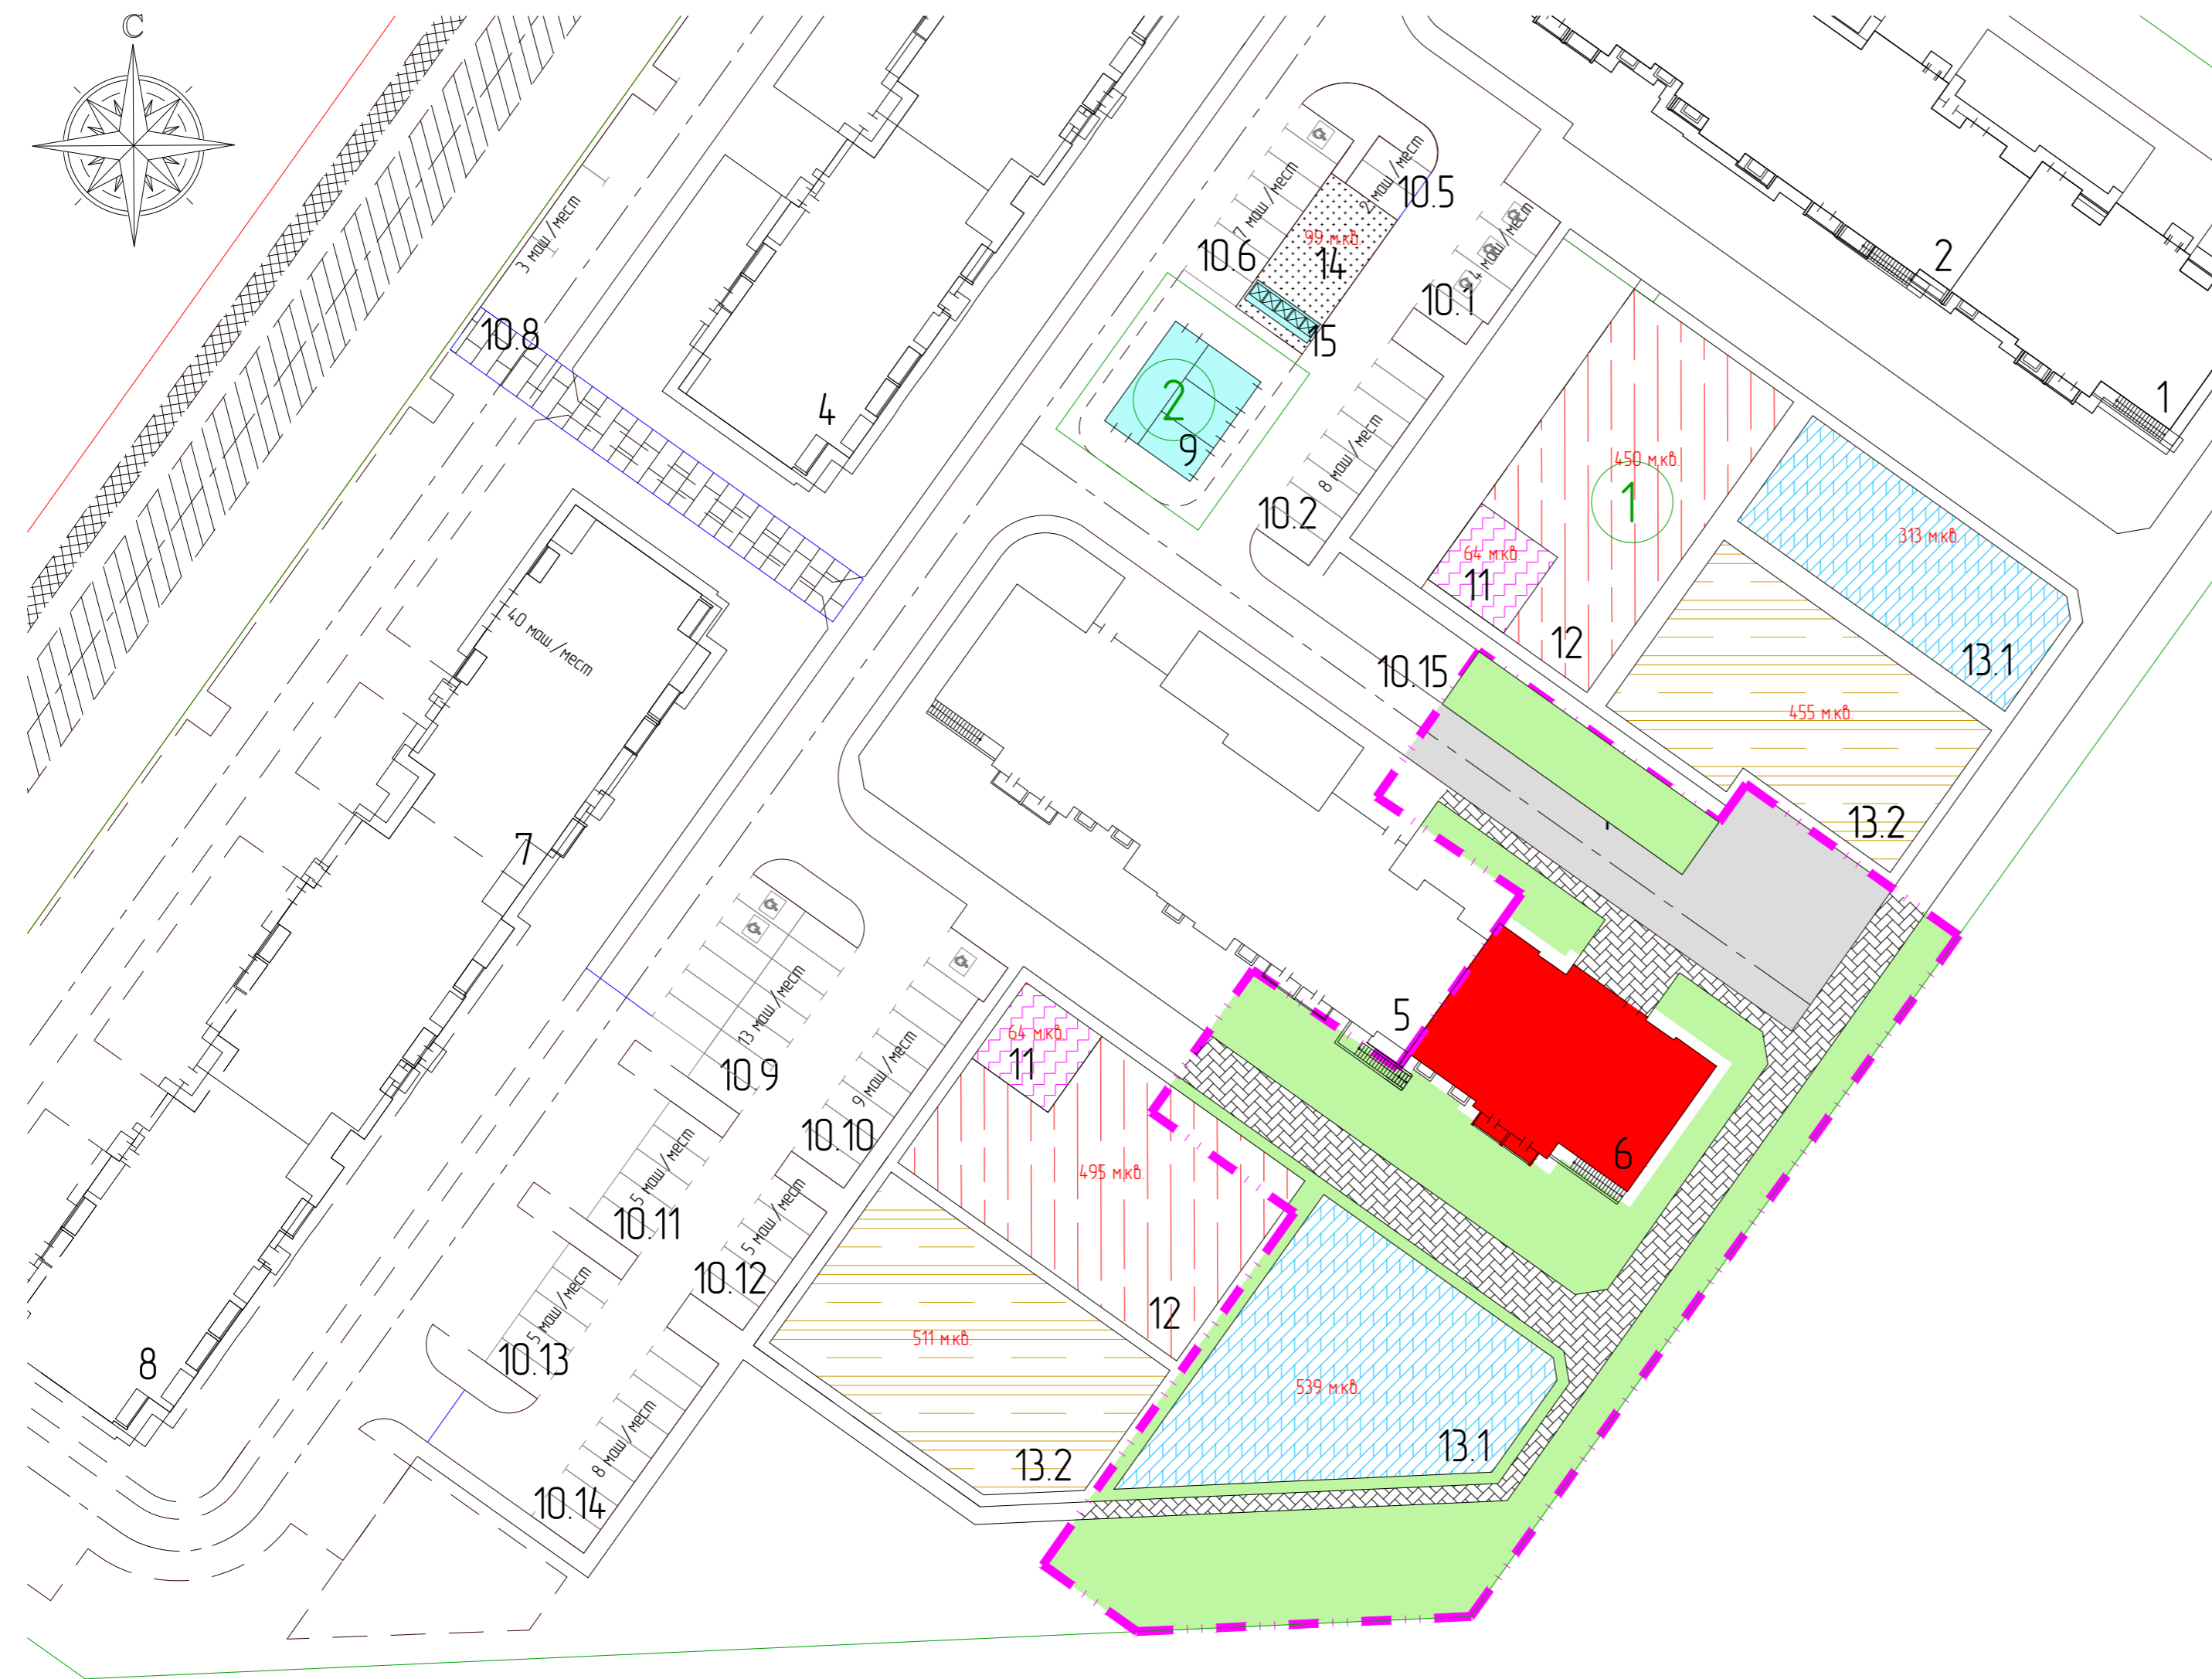 С
3 маш/мест
10.8
4
7 маш/мест
2 маш/мест
10.5
99 м.кв.
14
10.6
15
4 маш/мест
10.1
2
9
8 маш/мест
10.2
2
1
450 м.кв.
1
64 м.кв.
11
12
313 м.кв.
13.1
455 м.кв.
13.2
10.15
40 маш/мест
7
5
6
13 маш/мест
10.9
9 маш/мест
10.10
64 м.кв.
11
495 м.кв.
12
5 маш/мест
10.11
5 маш/мест
10.12
5 маш/мест
10.13
8
511 м.кв.
13.2
539 м.кв.
13.1
8 маш/мест
10.14